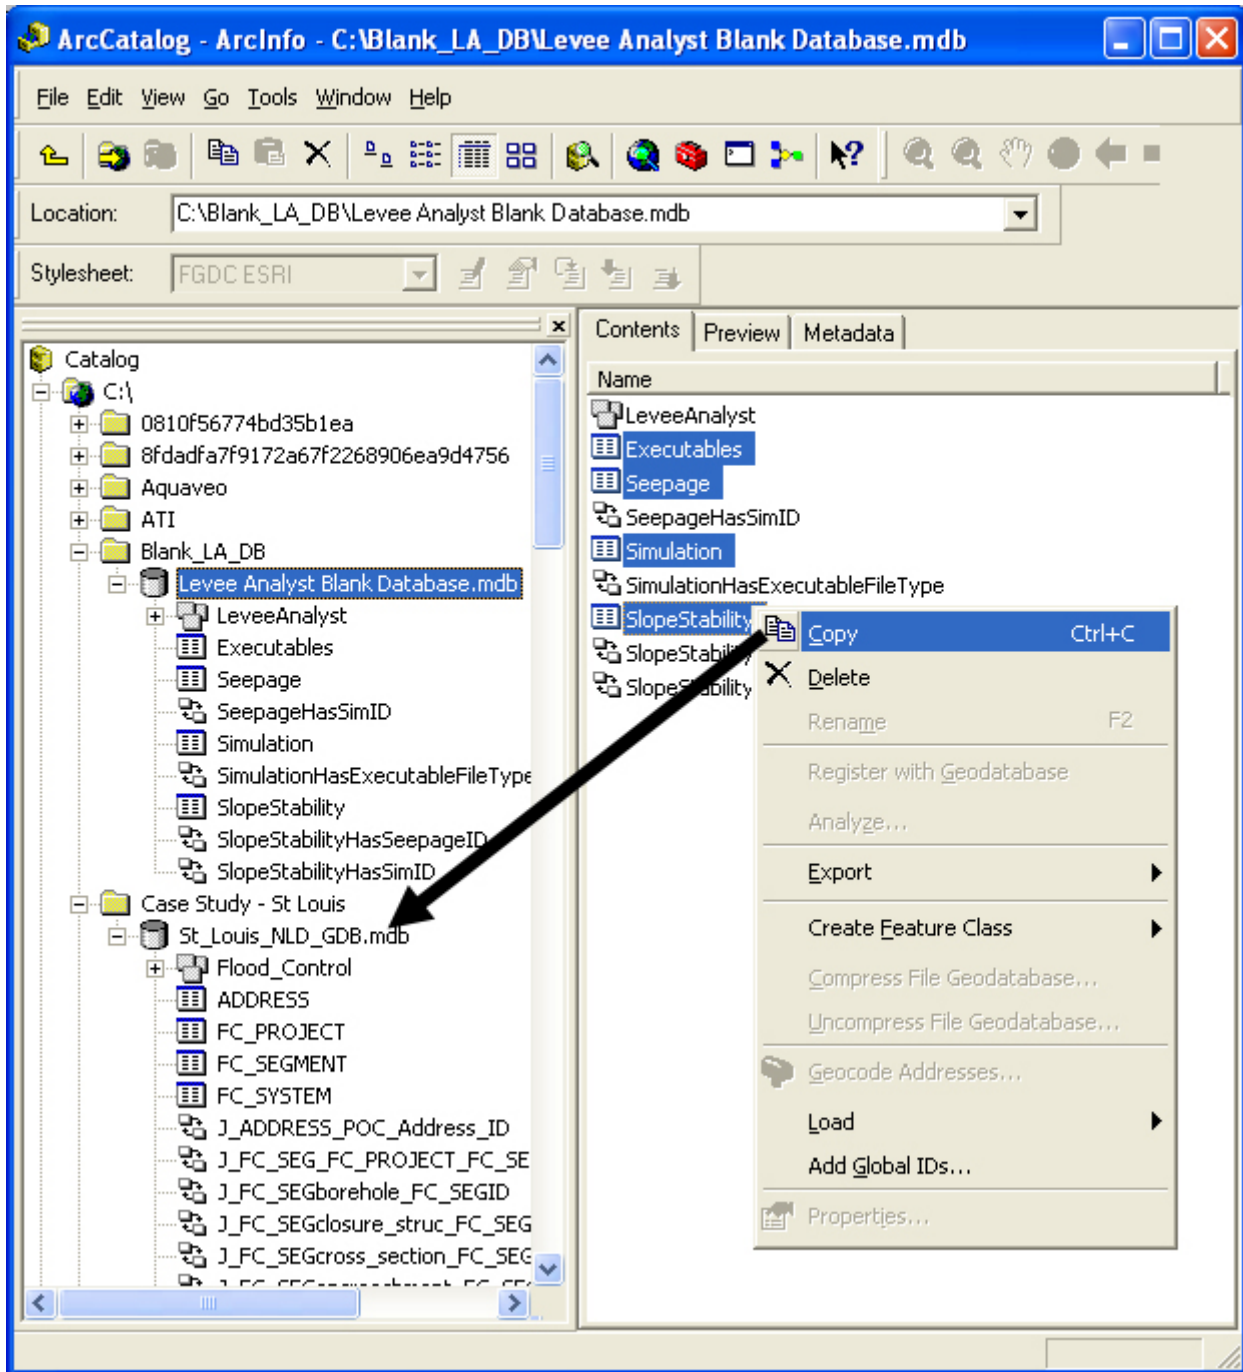 ArcCatalog - ArcInfo - C:\Blank_LA_DB\Levee Analyst Blank Database.mdb
File Edit View Go Tools Window Help
Location: C:\Blank_LA_DB\Levee Analyst Blank Database.mdb
Stylesheet: FGDC ESRI
Catalog
C:\
0810f56774bd35b1ea
8fdadfa7f9172a67f2268906ea9d4756
Aquaveo
ATI
Blank_LA_DB
Levee Analyst Blank Database.mdb
LeveeAnalyst
Executables
Seepage
SeepageHasSimID
Simulation
SimulationHasExecutableFileType
SlopeStability
SlopeStabilityHasSeepageID
SlopeStabilityHasSimID
Case Study - St Louis
St_Louis_NLD_GDB.mdb
Flood_Control
ADDRESS
FC_PROJECT
FC_SEGMENT
FC_SYSTEM
J_ADDRESS_POC_Address_ID
J_FC_SEG_FC_PROJECT_FC_SE
J_FC_SEGborehole_FC_SEGID
J_FC_SEGclosure_struc_FC_SEG
J_FC_SEGcross_section_FC_SEG
Contents Preview Metadata
Name
LeveeAnalyst
Executables
Seepage
SeepageHasSimID
Simulation
SimulationHasExecutableFileType
SlopeStability
SlopeStability
SlopeStability
Copy Ctrl+C
Delete
Rename F2
Register with Geodatabase
Analyze...
Export
Create Feature Class
Compress File Geodatabase...
Uncompress File Geodatabase...
Geocode Addresses...
Load
Add Global IDs...
Properties...